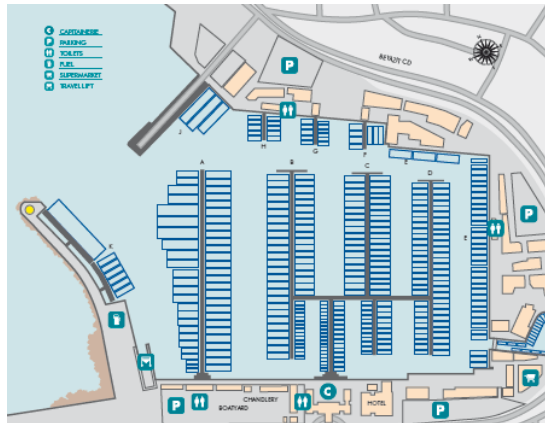 C CAPTAINERIE
P PARKING
TOILETS
FUEL
SUPERMARKET
TRAVEL LIFT
P
J
H
G
F
E
A
B
C
D
P
E
K
P
CHANDLERY
BOATYARD
C
HOTEL
P